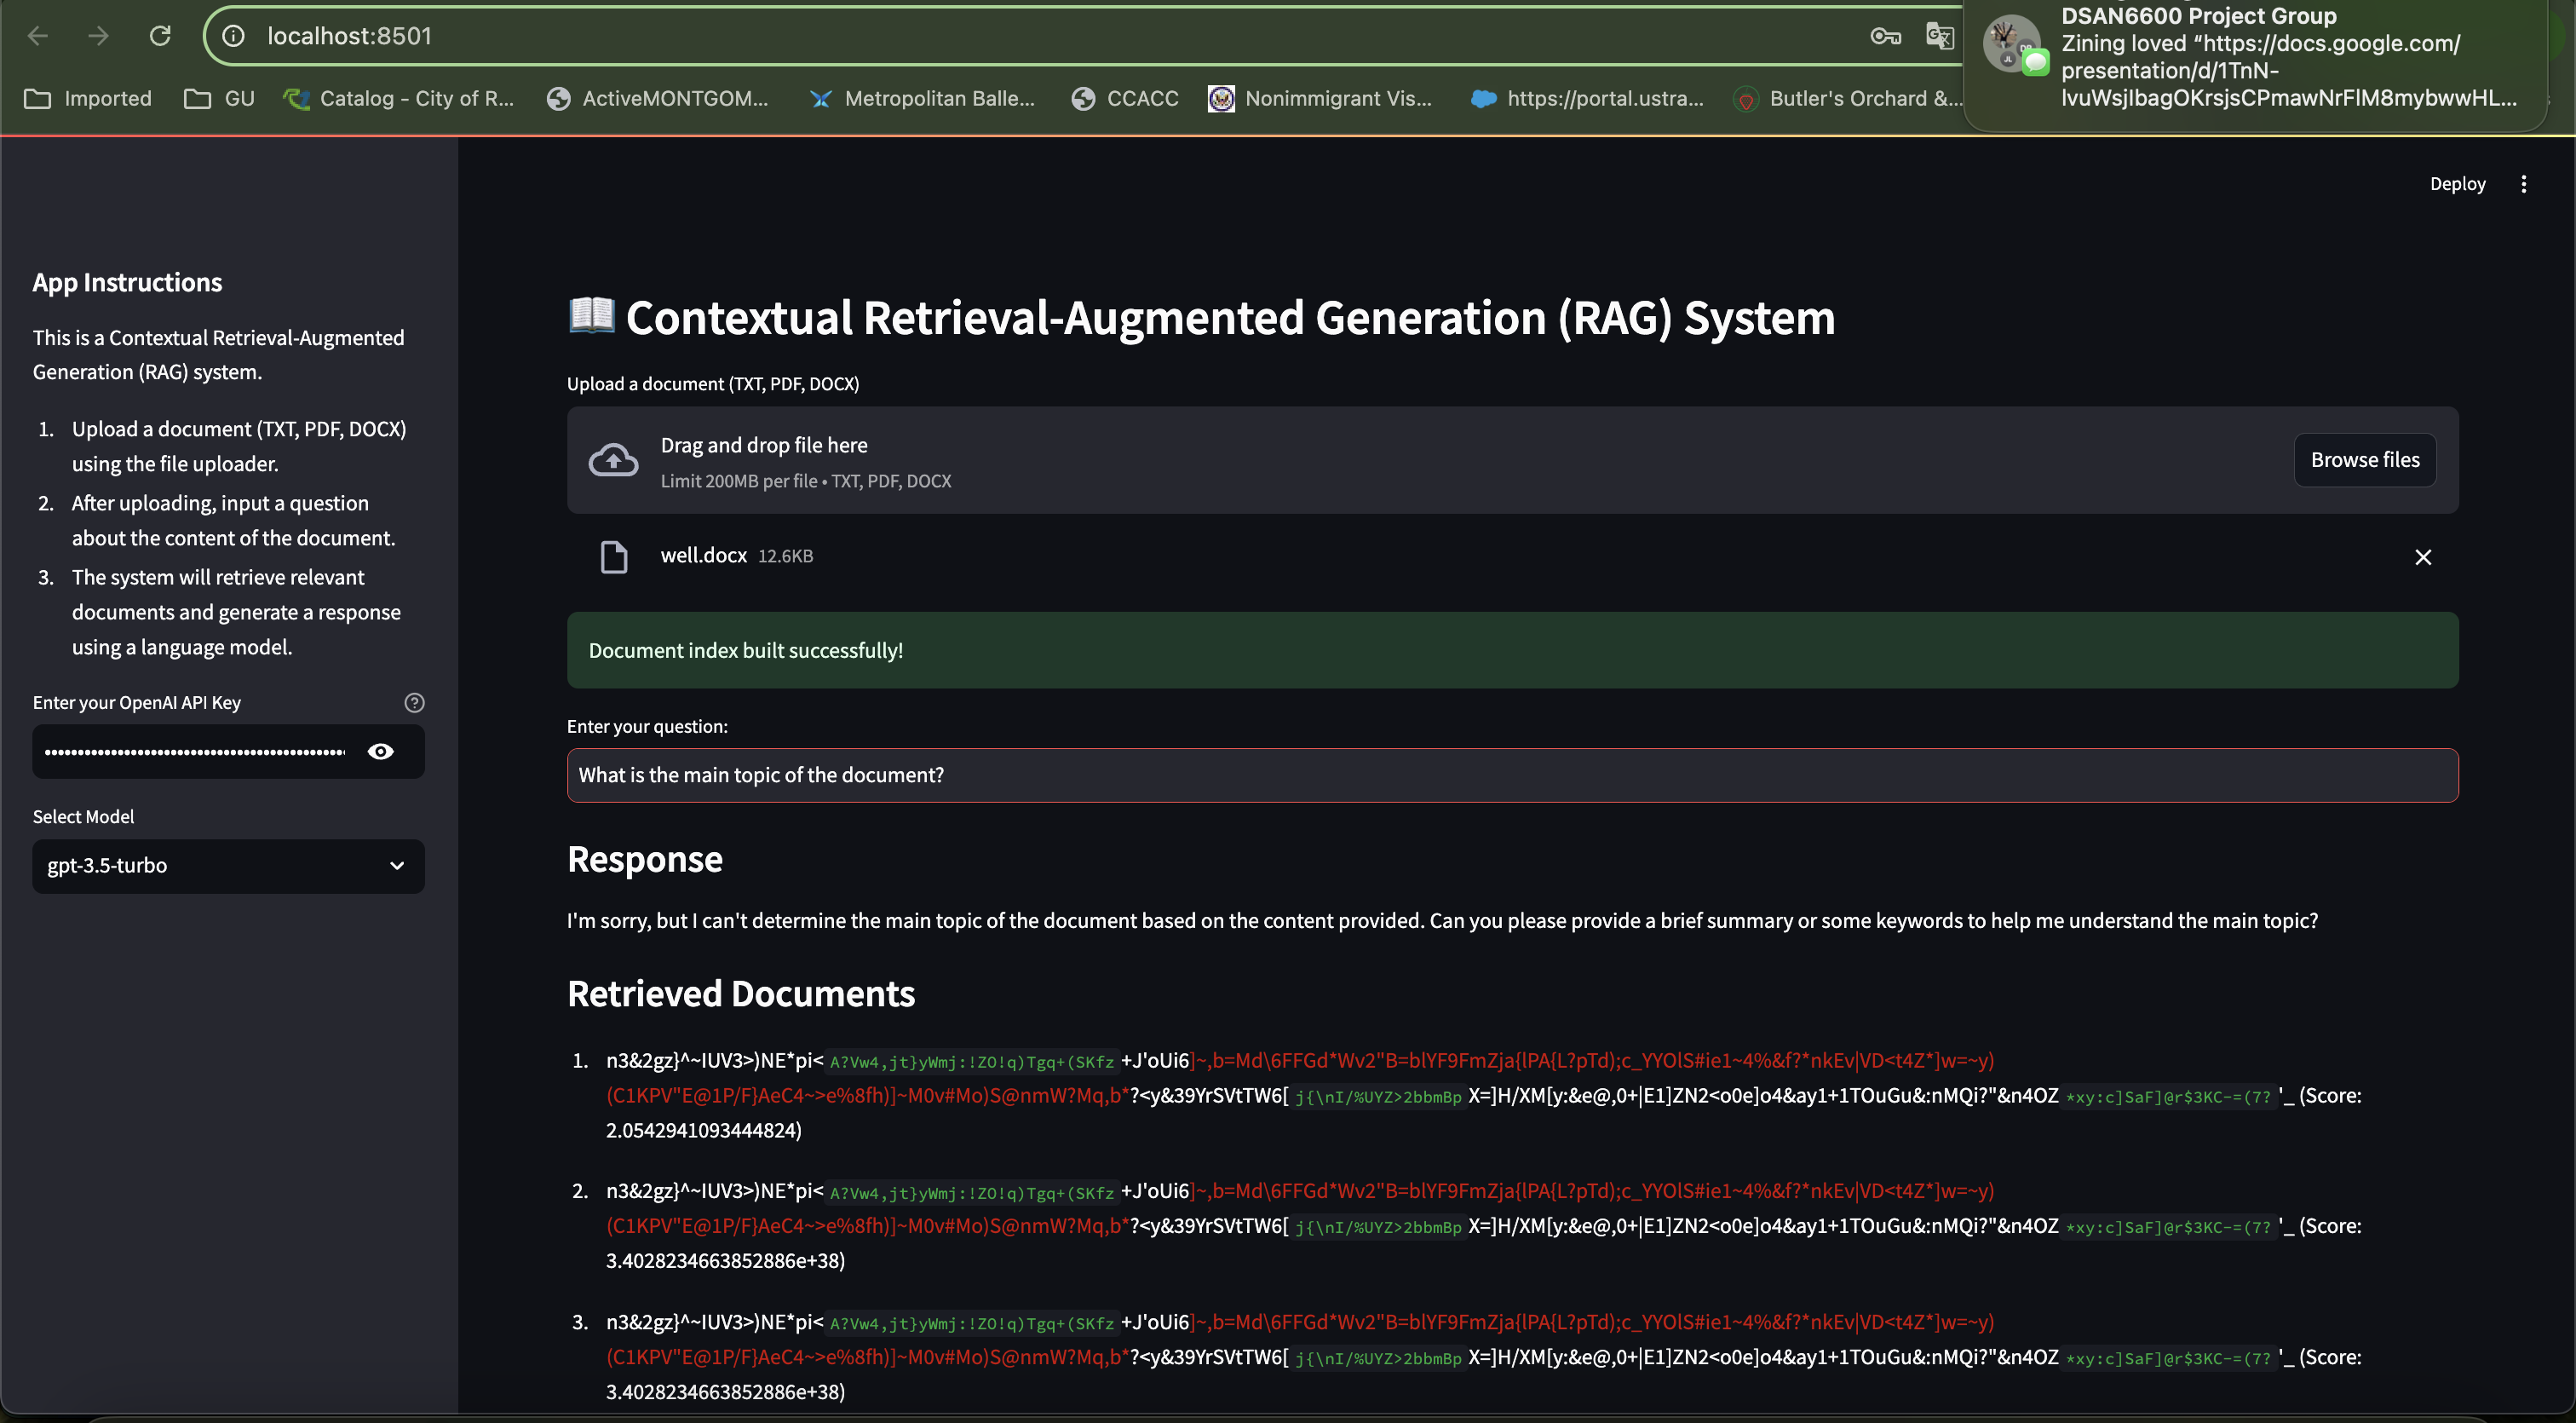 localhost:8501
DSAN6600 Project Group
Zining loved “https://docs.google.com/
presentation/d/1TnN-
lvuWsjIbagOKrsjsCPmawNrFlM8mybwwHL...
Imported
GU
Catalog - City of R...
ActiveMONTGOM...
Metropolitan Balle...
CCACC
Nonimmigrant Vis...
https://portal.ustra...
Butler's Orchard &...
Deploy
App Instructions
This is a Contextual Retrieval-Augmented
Generation (RAG) system.
1. Upload a document (TXT, PDF, DOCX)
using the file uploader.
2. After uploading, input a question
about the content of the document.
3. The system will retrieve relevant
documents and generate a response
using a language model.
Enter your OpenAI API Key
Select Model
gpt-3.5-turbo
Contextual Retrieval-Augmented Generation (RAG) System
Upload a document (TXT, PDF, DOCX)
Drag and drop file here
Limit 200MB per file • TXT, PDF, DOCX
Browse files
well.docx 12.6KB
Document index built successfully!
Enter your question:
What is the main topic of the document?
Response
I'm sorry, but I can't determine the main topic of the document based on the content provided. Can you please provide a brief summary or some keywords to help me understand the main topic?
Retrieved Documents
1. n3&2gz}^~IUV3>)NE*pi< A?Vw4,jt}yWmj:!ZO!q)Tgq+(SKfz +J'oUi6]~,b=Md\6FFGd*Wv2"B=blYF9FmZja{lPA{L?pTd);c_YYOlS#ie1~4%&f?*nkEv|VD<t4Z*]w=~y)
(C1KPV"E@1P/F}AeC4~>e%8fh)]~M0v#Mo)S@nmW?Mq,b*?<y&39YrSVtTW6[ j{\nI/%UYZ>2bbmBp X=]H/XM[y:&e@,0+|E1]ZN2<o0e]o4&ay1+1TOuGu&:nMQi?"&n4OZ *xy:c]SaF]@r$3KC-=(7? '_ (Score:
2.0542941093444824)
2. n3&2gz}^~IUV3>)NE*pi< A?Vw4,jt}yWmj:!ZO!q)Tgq+(SKfz +J'oUi6]~,b=Md\6FFGd*Wv2"B=blYF9FmZja{lPA{L?pTd);c_YYOlS#ie1~4%&f?*nkEv|VD<t4Z*]w=~y)
(C1KPV"E@1P/F}AeC4~>e%8fh)]~M0v#Mo)S@nmW?Mq,b*?<y&39YrSVtTW6[ j{\nI/%UYZ>2bbmBp X=]H/XM[y:&e@,0+|E1]ZN2<o0e]o4&ay1+1TOuGu&:nMQi?"&n4OZ *xy:c]SaF]@r$3KC-=(7? '_ (Score:
3.4028234663852886e+38)
3. n3&2gz}^~IUV3>)NE*pi< A?Vw4,jt}yWmj:!ZO!q)Tgq+(SKfz +J'oUi6]~,b=Md\6FFGd*Wv2"B=blYF9FmZja{lPA{L?pTd);c_YYOlS#ie1~4%&f?*nkEv|VD<t4Z*]w=~y)
(C1KPV"E@1P/F}AeC4~>e%8fh)]~M0v#Mo)S@nmW?Mq,b*?<y&39YrSVtTW6[ j{\nI/%UYZ>2bbmBp X=]H/XM[y:&e@,0+|E1]ZN2<o0e]o4&ay1+1TOuGu&:nMQi?"&n4OZ *xy:c]SaF]@r$3KC-=(7? '_ (Score:
3.4028234663852886e+38)